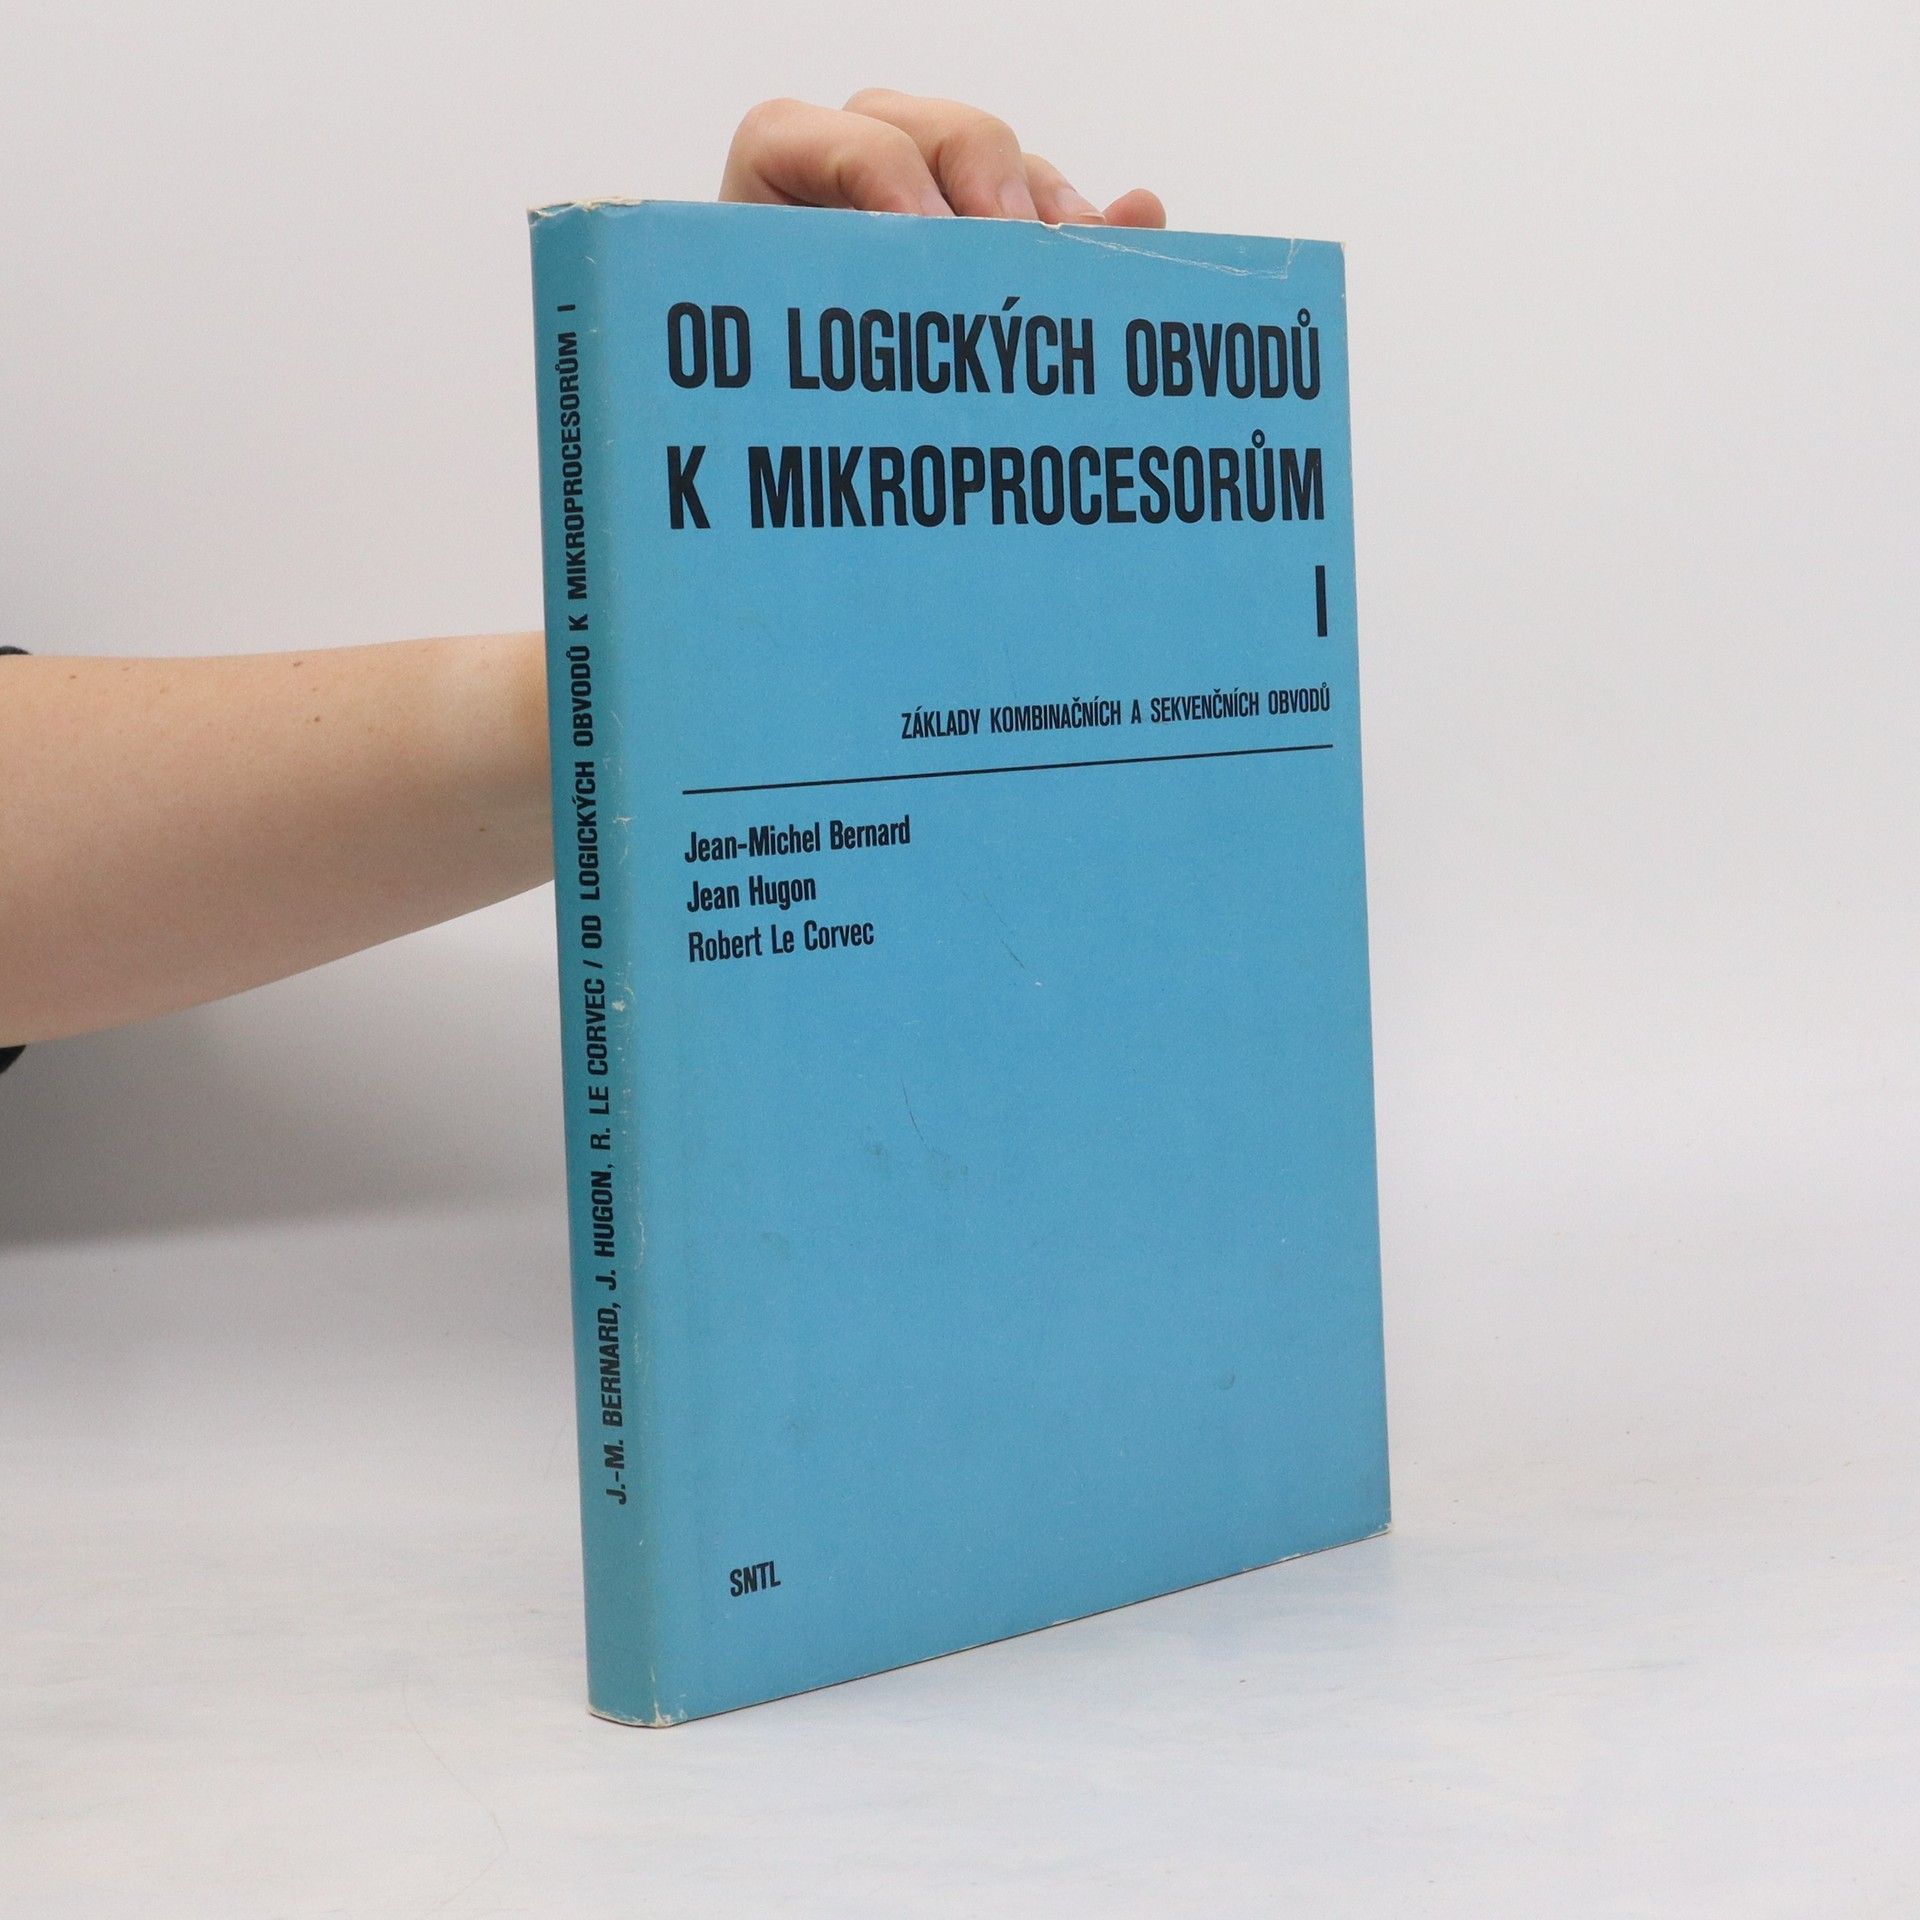 OD LOGICKÝCH OBVODŮ
K MIKROPROCESORŮM
I
ZÁKLADY KOMBINAČNÍCH A SEKVENČNÍCH OBVODŮ
Jean-Michel Bernard
Jean Hugon
Robert Le Corvec
SNTL
J.-M. BERNARD, J. HUGON, R. LE CORVEC / OD LOGICKÝCH OBVODŮ K MIKROPROCESORŮM I